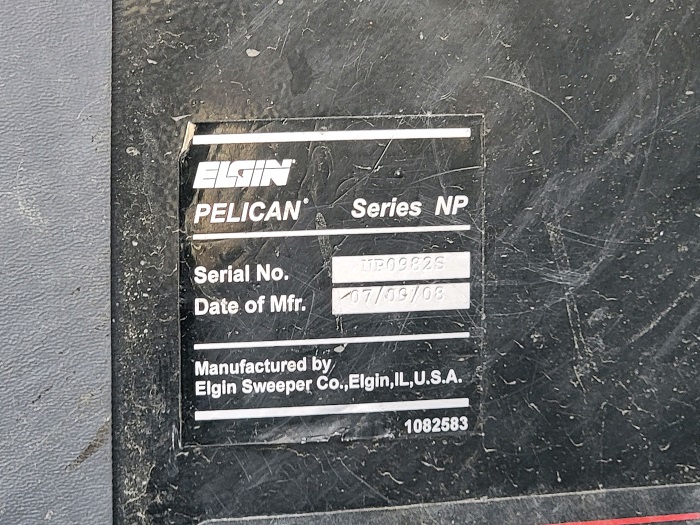 ELGIN®
PELICAN® Series NP
Serial No. NP0982S
Date of Mfr. 07/09/08
Manufactured by
Elgin Sweeper Co.,Elgin,IL,U.S.A.
1082583